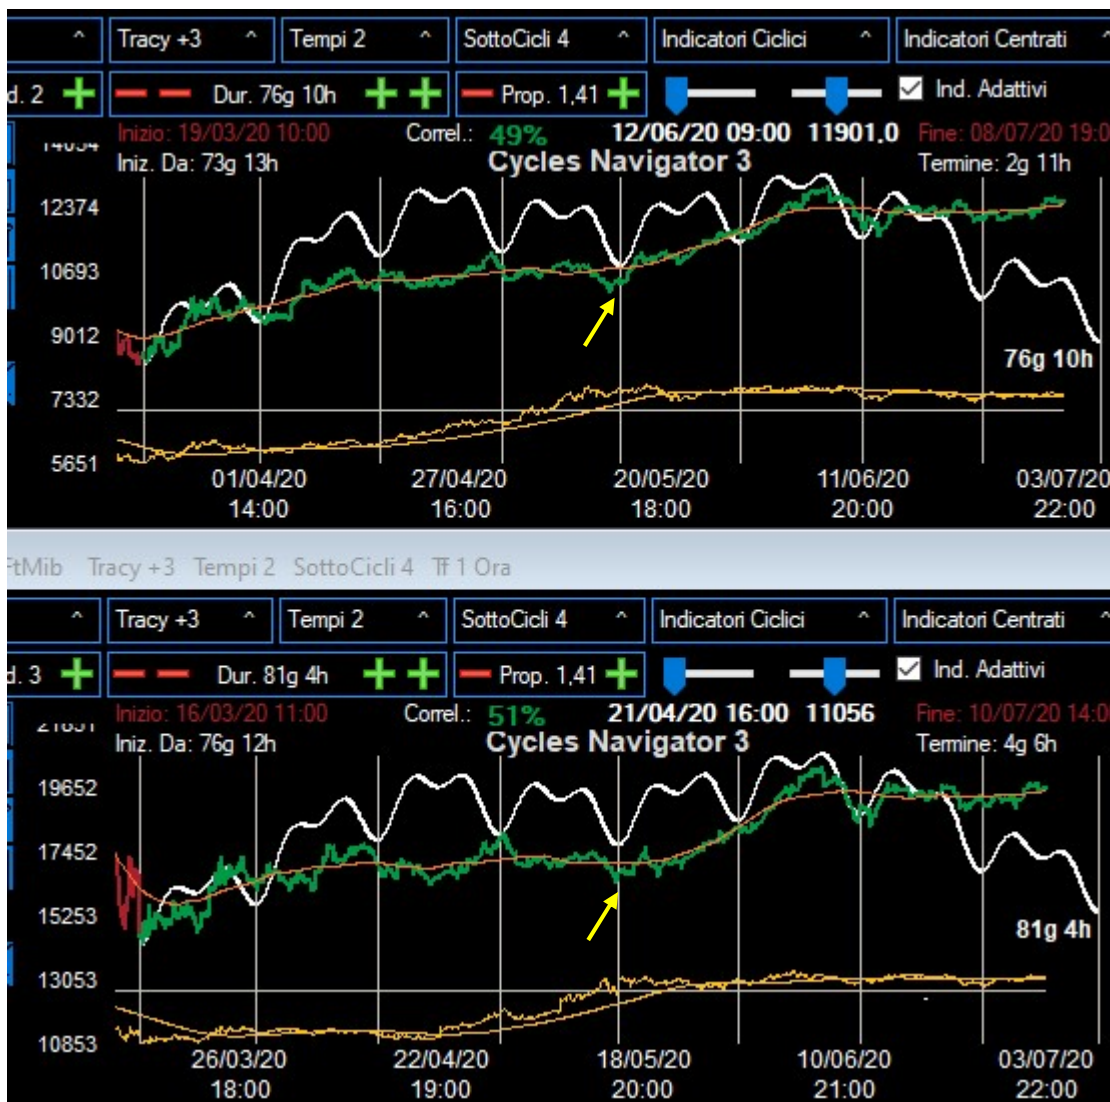 ^ Tracy +3 ^ Tempi 2 ^ SottoCicli 4 ^ Indicatori Ciclici ^ Indicatori Centrati ^
d. 2 Dur. 76g 10h Prop. 1,41 Ind. Adattivi
Inizio: 19/03/20 10:00 Correl.: 49% 12/06/20 09:00 11901,0 Fine: 08/07/20 19:0
Iniz. Da: 73g 13h Cycles Navigator 3 Termine: 2g 11h
12374
10693
9012
76g 10h
7332
5651
01/04/20 27/04/20 20/05/20 11/06/20 03/07/20
14:00 16:00 18:00 20:00 22:00
FtMib Tracy +3 Tempi 2 SottoCicli 4 Tf 1 Ora
^ Tracy +3 ^ Tempi 2 ^ SottoCicli 4 ^ Indicatori Ciclici ^ Indicatori Centrati ^
d. 3 Dur. 81g 4h Prop. 1,41 Ind. Adattivi
Inizio: 16/03/20 11:00 Correl.: 51% 21/04/20 16:00 11056 Fine: 10/07/20 14:0
Iniz. Da: 76g 12h Cycles Navigator 3 Termine: 4g 6h
19652
17452
15253
81g 4h
13053
10853
26/03/20 22/04/20 18/05/20 10/06/20 03/07/20
18:00 19:00 20:00 21:00 22:00